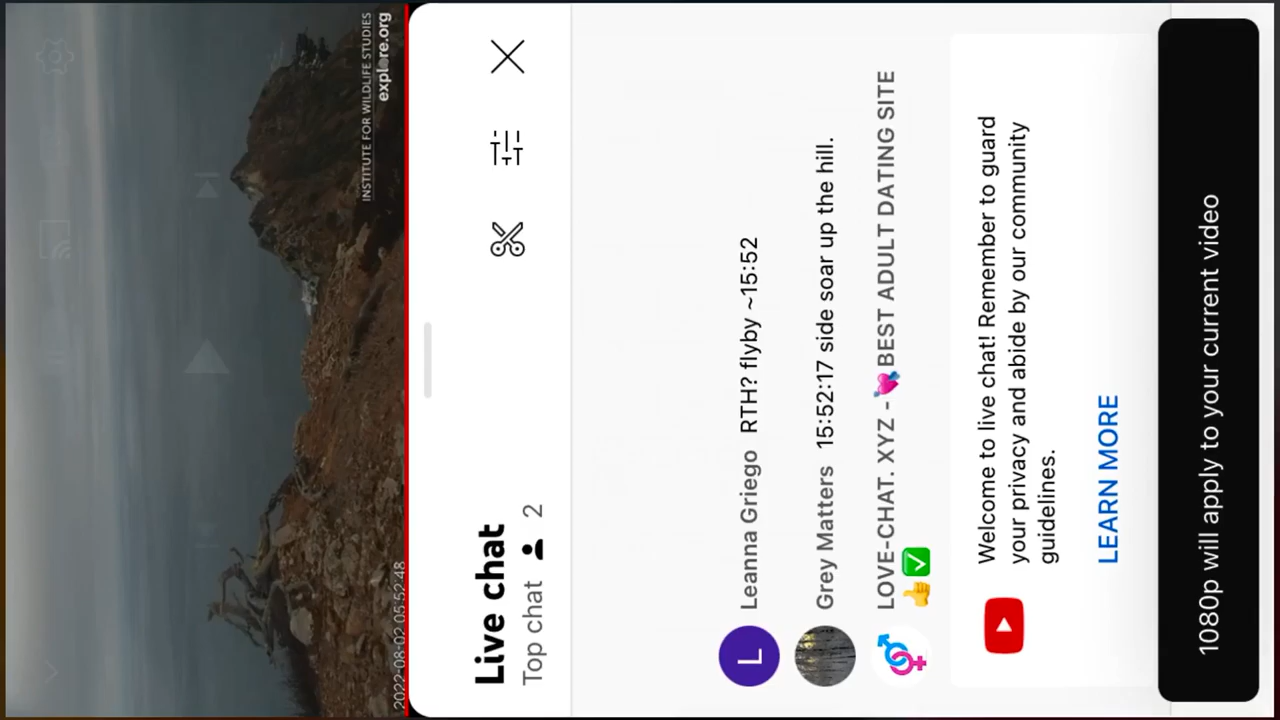 INSTITUTE FOR WILDLIFE STUDIES
explore.org
2022-08-02 05:52:48
Live chat
Top chat 2
L
Leanna Griego RTH? flyby ~15:52
Grey Matters 15:52:17 side soar up the hill.
LOVE-CHAT. XYZ - 💘BEST ADULT DATING SITE
👍✅
Welcome to live chat! Remember to guard
your privacy and abide by our community
guidelines.
LEARN MORE
1080p will apply to your current video